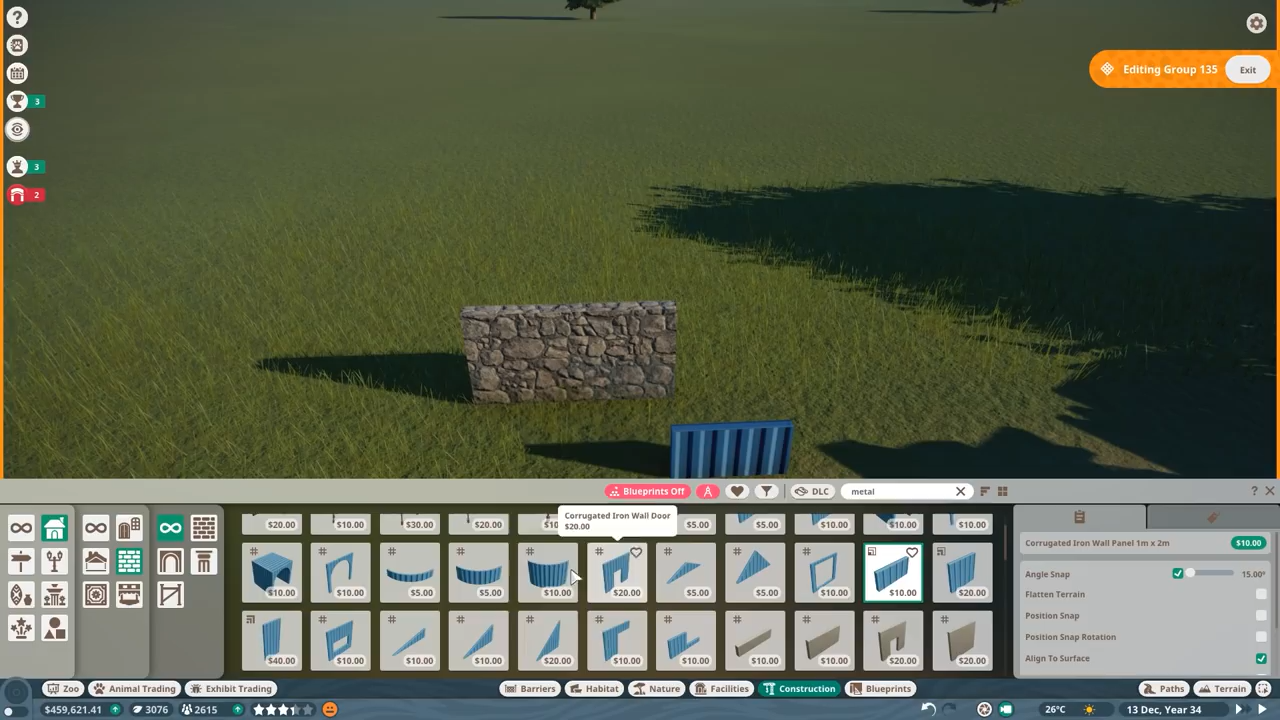 ?
Editing Group 135
Exit
3
3
2
Blueprints Off
DLC
metal
?
Corrugated Iron Wall Door
$20.00
$20.00
$10.00
$30.00
$20.00
$5.00
$5.00
$10.00
$10.00
$10.00
$10.00
$10.00
$5.00
$5.00
$10.00
$20.00
$5.00
$5.00
$10.00
$10.00
$20.00
$40.00
$10.00
$10.00
$10.00
$20.00
$10.00
$10.00
$10.00
$10.00
$20.00
$20.00
Corrugated Iron Wall Panel 1m x 2m
$10.00
Angle Snap
15.00°
Flatten Terrain
Position Snap
Position Snap Rotation
Align To Surface
Zoo
Animal Trading
Exhibit Trading
Barriers
Habitat
Nature
Facilities
Construction
Blueprints
Paths
Terrain
$459,621.41
3076
2615
26°C
13 Dec, Year 34